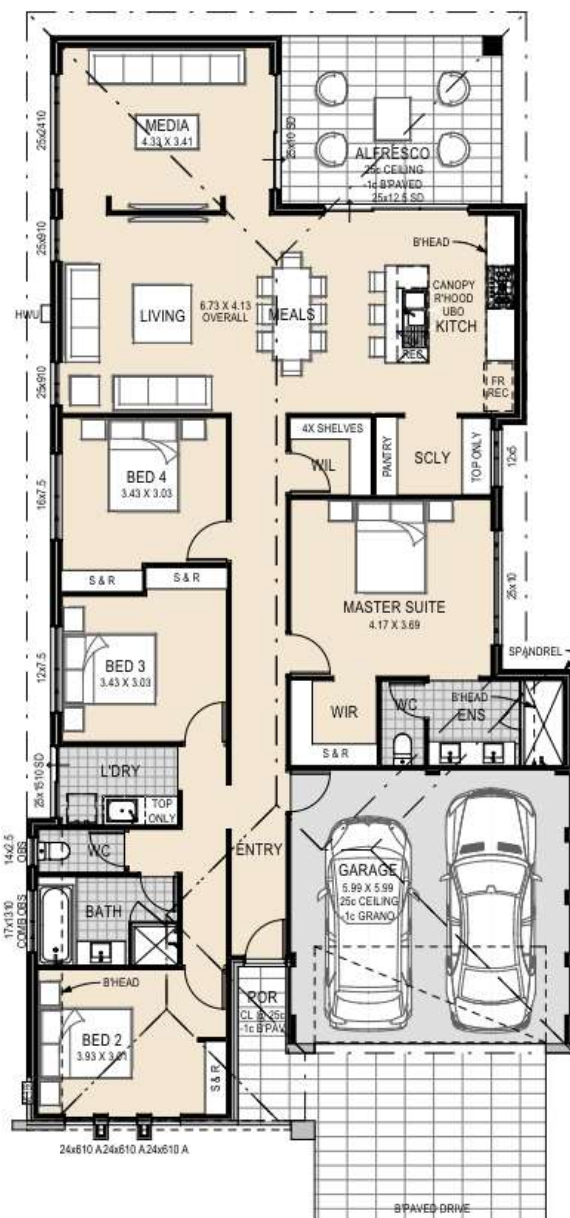 MEDIA
4.33 X 3.41
25x2410
25x10 SD
ALFRESCO
25c CEILING
-1c B'PAVED
25x12.5 SD
25x910
B'HEAD
CANOPY
R'HOOD
UBO
KITCH
LIVING
6.73 X 4.13
OVERALL
MEALS
HWU
REC
25x910
FR
REC
4X SHELVES
WIL
PANTRY
SCLY
TOP ONLY
12x6
BED 4
3.43 X 3.03
16x7.5
S & R
S & R
MASTER SUITE
4.17 X 3.69
25x10
SPANDREL
BED 3
3.43 X 3.03
12x7.5
WIR
S & R
WC
B'HEAD
ENS
L'DRY
25x1510 SD
TOP
ONLY
WC
14x2.5
OBS
ENTRY
GARAGE
5.99 X 5.99
25c CEILING
-1c GRANO
BATH
17x1310
COMB OBS
B'HEAD
POR
CL @ 25c
-1c B'PAV
BED 2
3.93 X 3.01
S & R
24x610 A 24x610 A 24x610 A
B'PAVED DRIVE